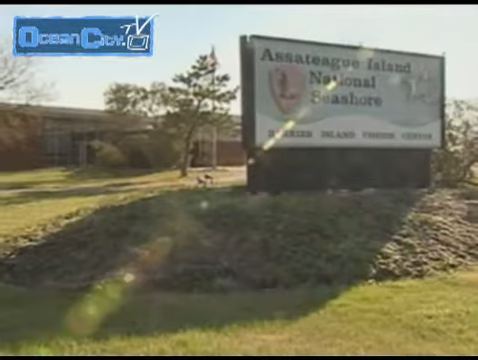 OceanCity TV
Assateague Island
National
Seashore
BARRIER ISLAND VISITOR CENTER